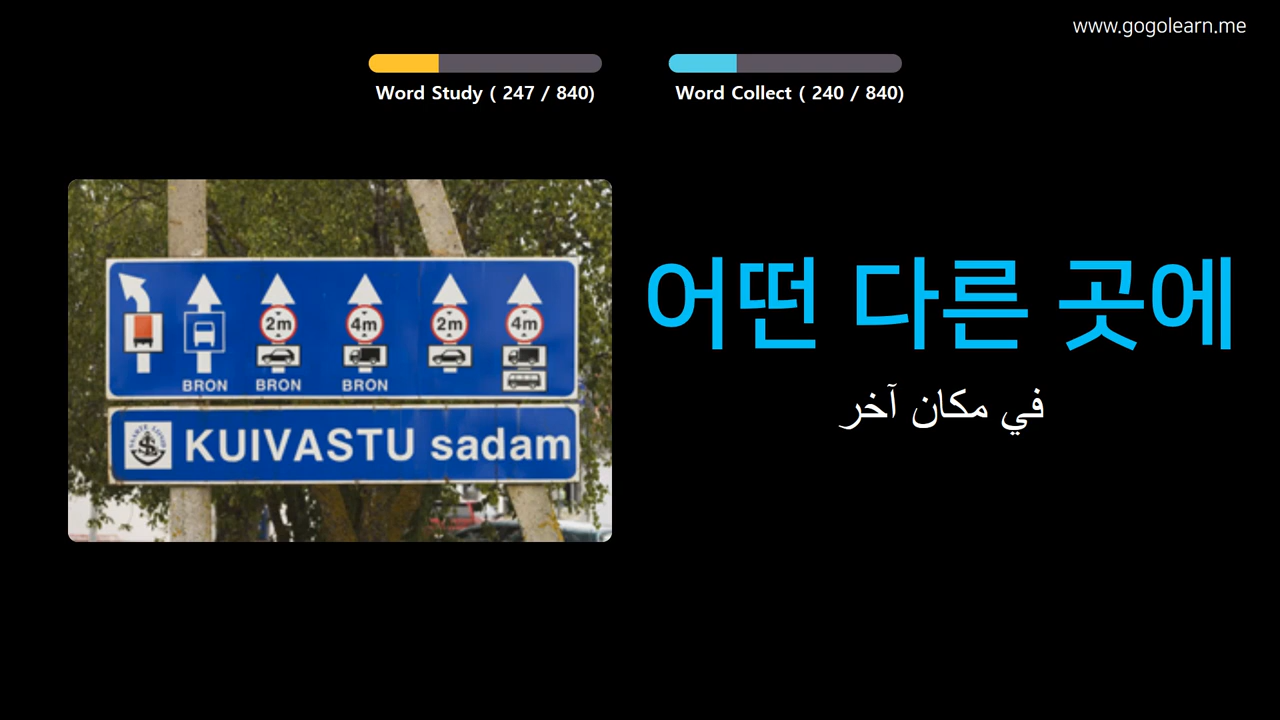 www.gogolearn.me
Word Study ( 247 / 840)
Word Collect ( 240 / 840)
2m
4m
2m
4m
BRON
BRON
BRON
KUIVASTU sadam
어떤 다른 곳에
في مكان آخر